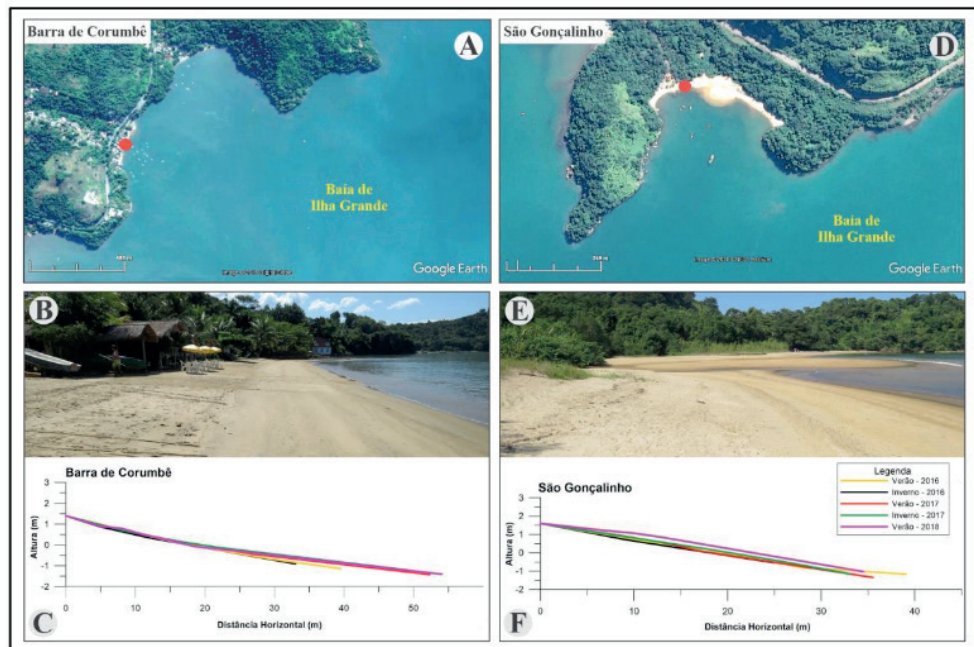 Barra de Corumbê
A
Baía de
Ilha Grande
Google Earth
São Gonçalinho
D
Baía de
Ilha Grande
Google Earth
B
E
Barra de Corumbê
3
2
1
0
-1
-2
Altura (m)
0
10
20
30
40
50
Distância Horizontal (m)
C
São Gonçalinho
3
2
1
0
-1
-2
Altura (m)
0
10
20
30
40
Distância Horizontal (m)
F
Legenda
Verão - 2016
Inverno - 2016
Verão - 2017
Inverno - 2017
Verão - 2018